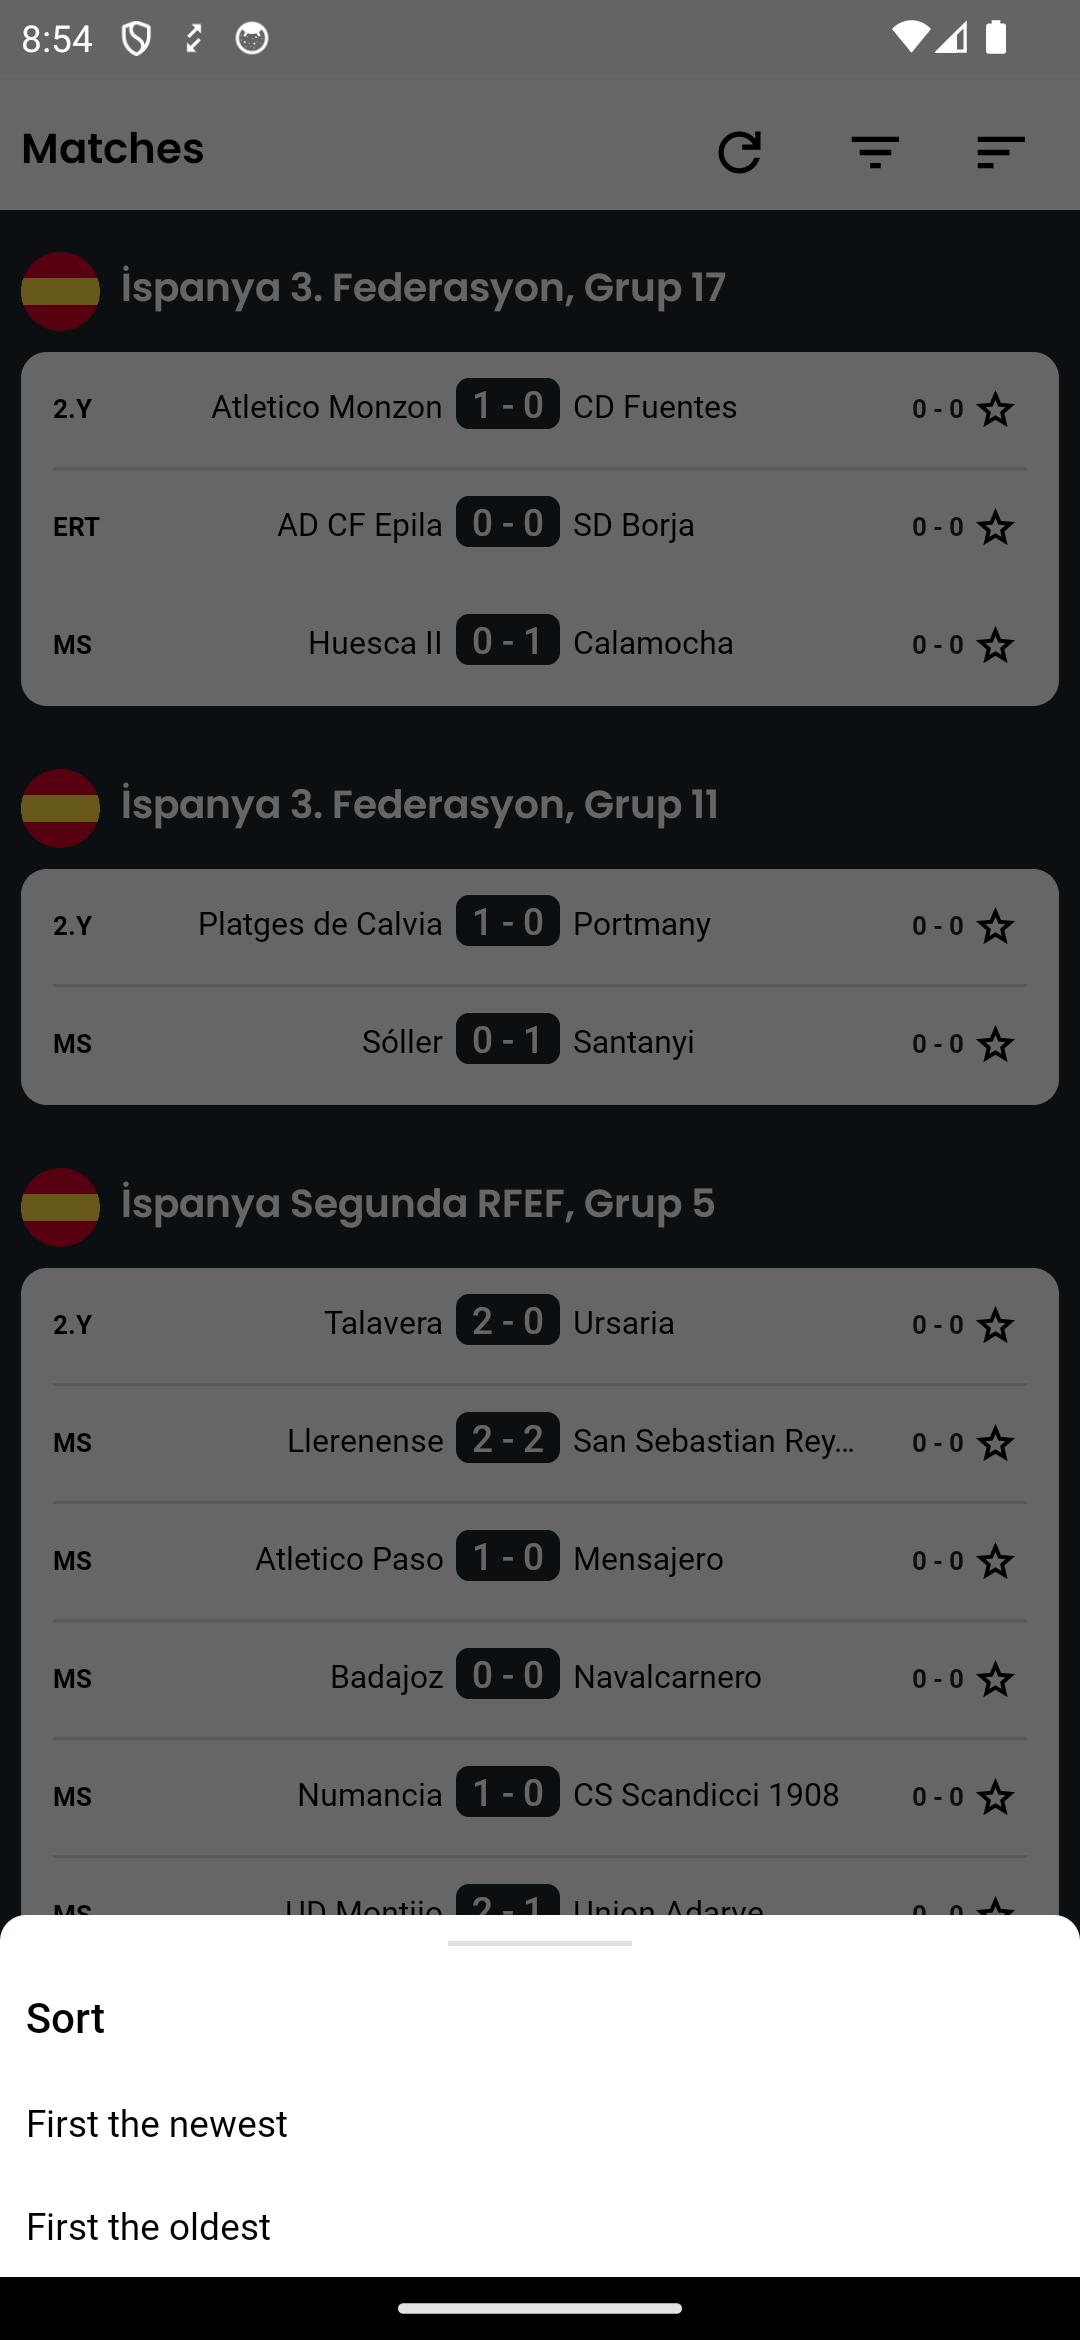 8:54
Matches
İspanya 3. Federasyon, Grup 17
2.Y Atletico Monzon 1 - 0 CD Fuentes 0 - 0
ERT AD CF Epila 0 - 0 SD Borja 0 - 0
MS Huesca II 0 - 1 Calamocha 0 - 0
İspanya 3. Federasyon, Grup 11
2.Y Platges de Calvia 1 - 0 Portmany 0 - 0
MS Sóller 0 - 1 Santanyi 0 - 0
İspanya Segunda RFEF, Grup 5
2.Y Talavera 2 - 0 Ursaria 0 - 0
MS Llerenense 2 - 2 San Sebastian Rey... 0 - 0
MS Atletico Paso 1 - 0 Mensajero 0 - 0
MS Badajoz 0 - 0 Navalcarnero 0 - 0
MS Numancia 1 - 0 CS Scandicci 1908 0 - 0
MS UD Montijo 2 - 1 Union Adarve 0 - 0
Sort
First the newest
First the oldest